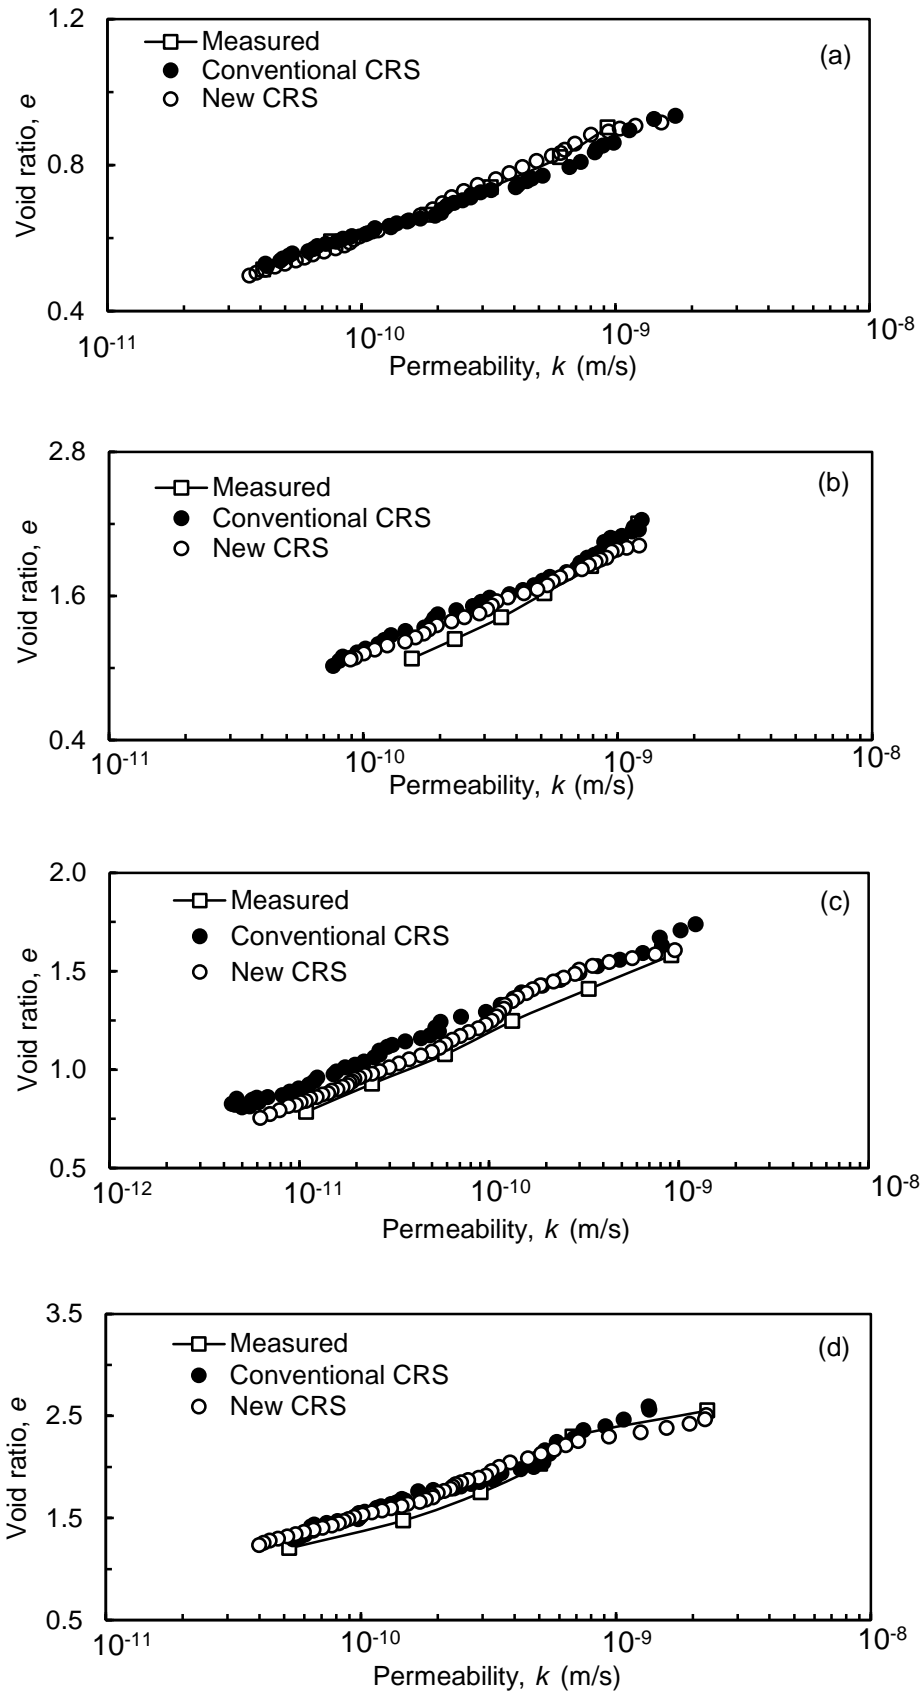 1.2
Measured
(a)
Conventional CRS
New CRS
Void ratio, e
0.8
0.4
10-11
10-10
10-9
10-8
Permeability, k (m/s)
2.8
Measured
(b)
Conventional CRS
New CRS
Void ratio, e
1.6
0.4
10-11
10-10
10-9
10-8
Permeability, k (m/s)
2.0
Measured
(c)
Conventional CRS
New CRS
Void ratio, e
1.5
1.0
0.5
10-12
10-11
10-10
10-9
10-8
Permeability, k (m/s)
3.5
Measured
(d)
Conventional CRS
New CRS
Void ratio, e
2.5
1.5
0.5
10-11
10-10
10-9
10-8
Permeability, k (m/s)